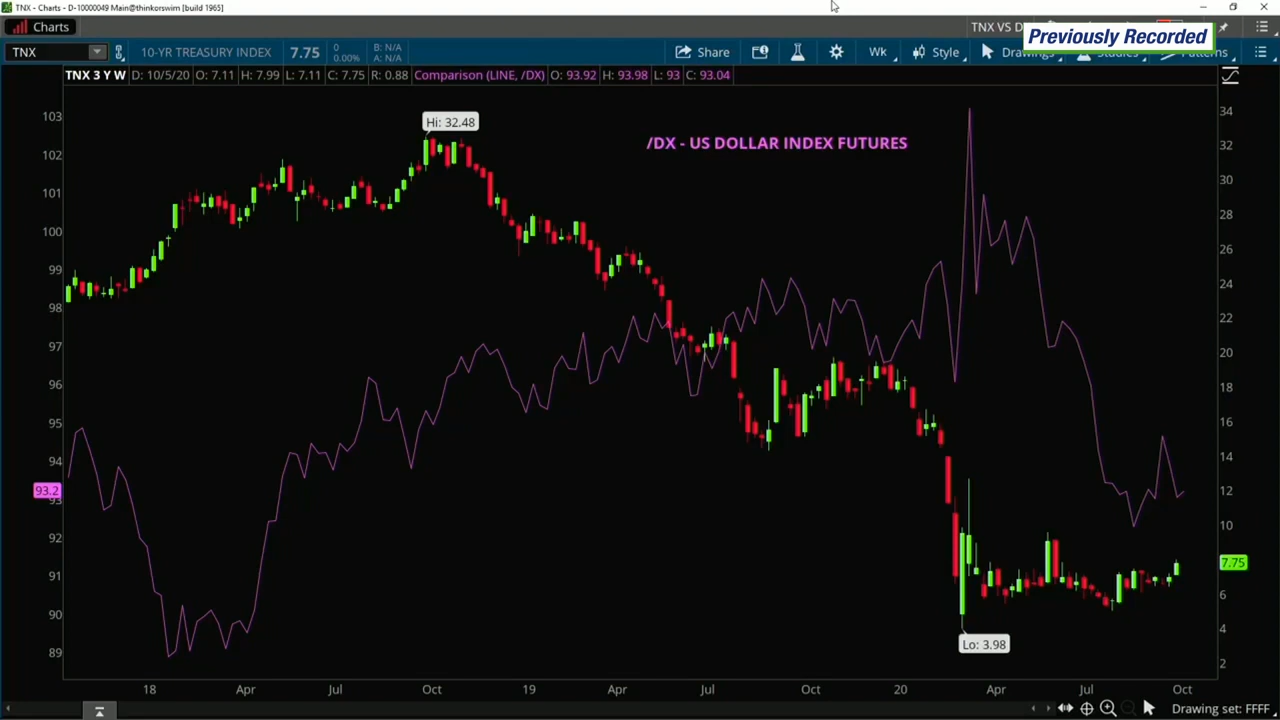 TNX - Charts - D-10000049 Main@thinkorswim [build 1965]
Charts
TNX VS D
Previously Recorded
TNX
10-YR TREASURY INDEX
7.75
0
0.00%
B: N/A
A: N/A
Share
Wk
Style
Drawings
Studies
Patterns
TNX 3 Y W
D: 10/5/20
O: 7.11
H: 7.99
L: 7.11
C: 7.75
R: 0.88
Comparison (LINE, /DX)
O: 93.92
H: 93.98
L: 93
C: 93.04
/DX - US DOLLAR INDEX FUTURES
Hi: 32.48
Lo: 3.98
103
102
101
100
99
98
97
96
95
94
93.2
93
92
91
90
89
34
32
30
28
26
24
22
20
18
16
14
12
10
7.75
6
4
2
18
Apr
Jul
Oct
19
Apr
Jul
Oct
20
Apr
Jul
Oct
Drawing set: FFFF